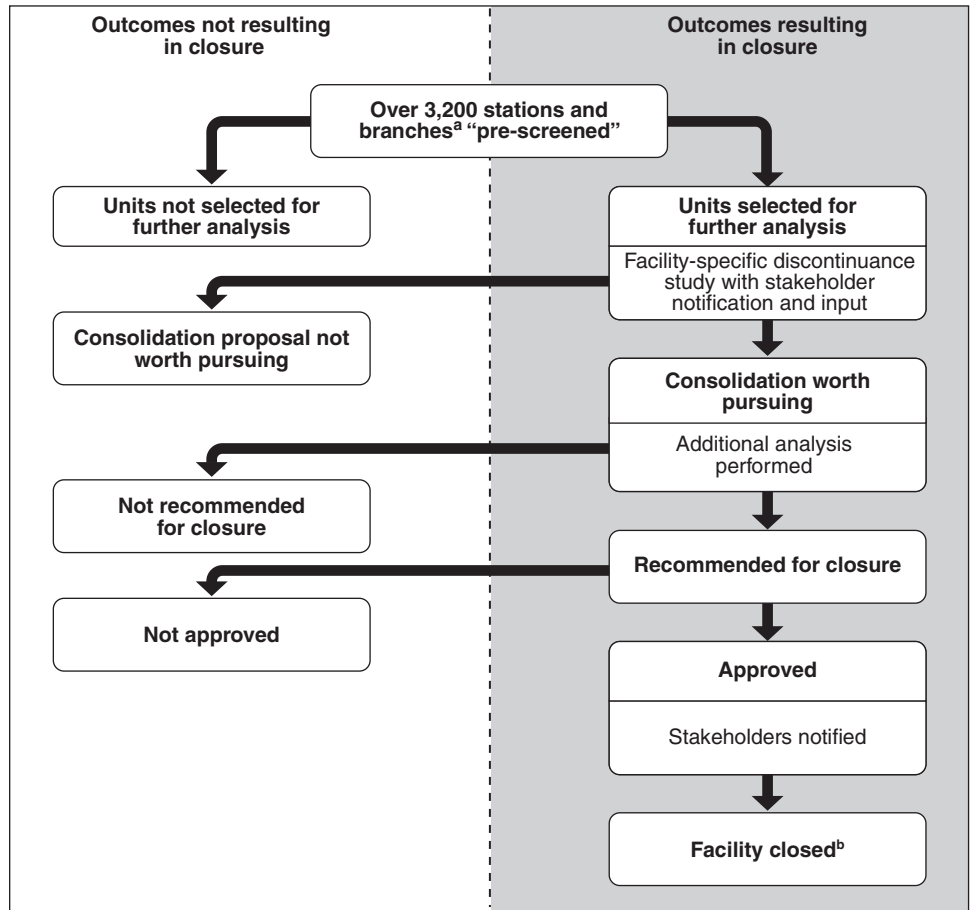 Outcomes not resulting
in closure
Outcomes resulting
in closure
Over 3,200 stations and
branchesᵃ “pre-screened”
Units not selected for
further analysis
Units selected for
further analysis
Facility-specific discontinuance
study with stakeholder
notification and input
Consolidation proposal not
worth pursuing
Consolidation worth
pursuing
Additional analysis
performed
Not recommended
for closure
Recommended for closure
Not approved
Approved
Stakeholders notified
Facility closedᵇ